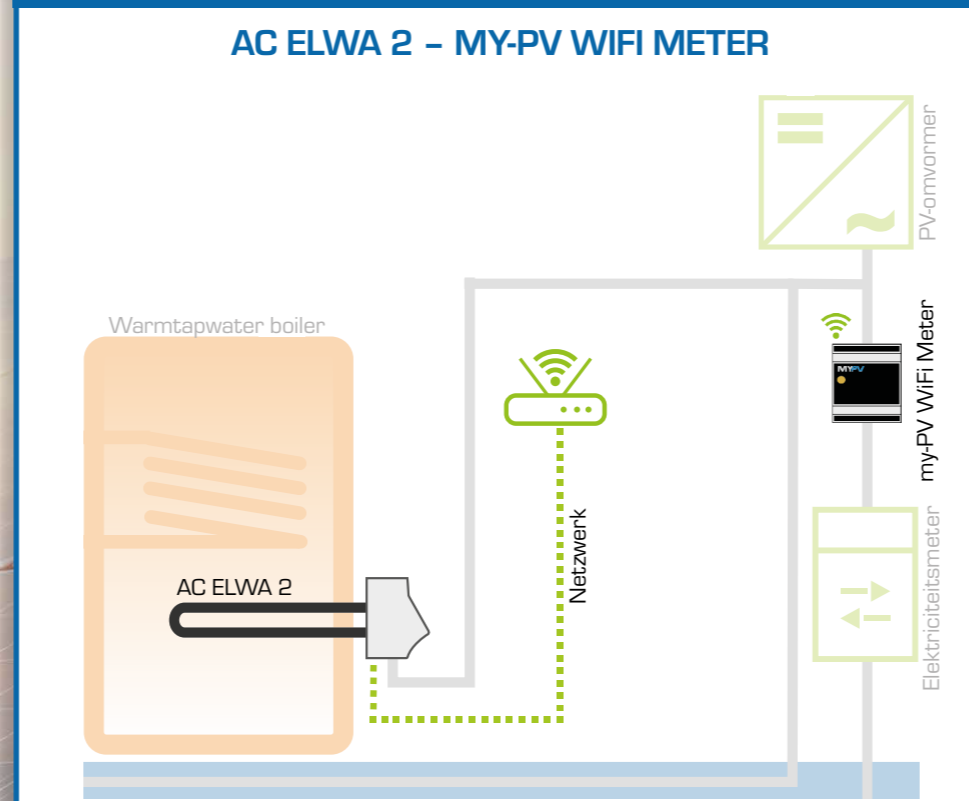 AC ELWA 2 – MY-PV WIFI METER
PV-omvormer
Warmtapwater boiler
MYPV
my-PV WiFi Meter
Netzwerk
AC ELWA 2
Elektriciteitsmeter